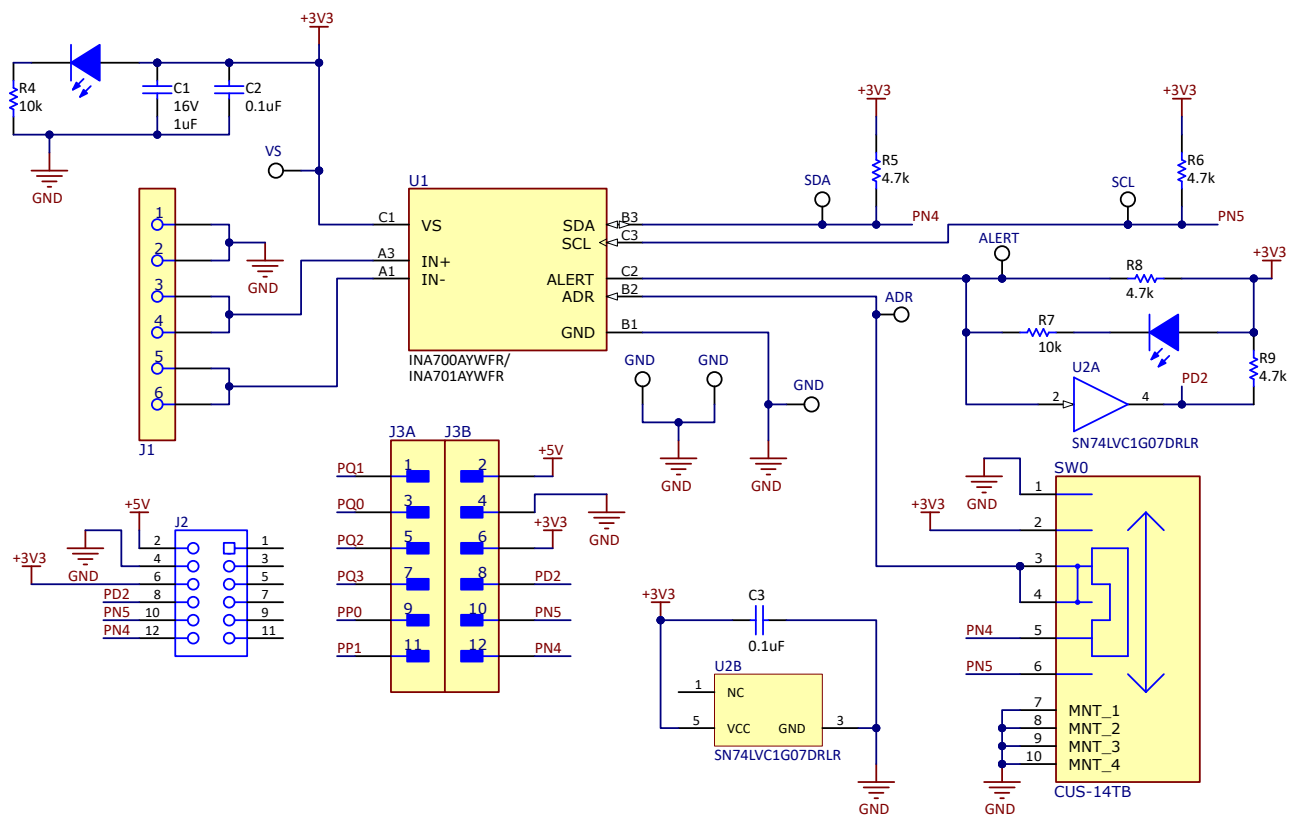 +3V3
R4
10k
C1
16V
1uF
C2
0.1uF
GND
VS
+3V3
R5
4.7k
+3V3
R6
4.7k
SDA
SCL
PN4
PN5
J1
1
2
3
4
5
6
GND
U1
C1
A3
A1
VS
IN+
IN-
SDA
SCL
ALERT
ADR
GND
B3
C3
C2
B2
B1
INA700AYWFR/
INA701AYWFR
ALERT
ADR
GND
GND
GND
GND
GND
+3V3
R8
4.7k
R7
10k
R9
4.7k
U2A
2
4
PD2
SN74LVC1G07DRLR
+5V
J2
+3V3
GND
PD2
PN5
PN4
2
4
6
8
10
12
1
3
5
7
9
11
J3A
J3B
PQ1
PQ0
PQ2
PQ3
PP0
PP1
1
3
5
7
9
11
2
4
6
8
10
12
+5V
GND
+3V3
PD2
PN5
PN4
+3V3
C3
0.1uF
U2B
1
NC
5
VCC
GND
3
SN74LVC1G07DRLR
GND
SW0
GND
+3V3
PN4
PN5
1
2
3
4
5
6
7
8
9
10
MNT_1
MNT_2
MNT_3
MNT_4
GND
CUS-14TB